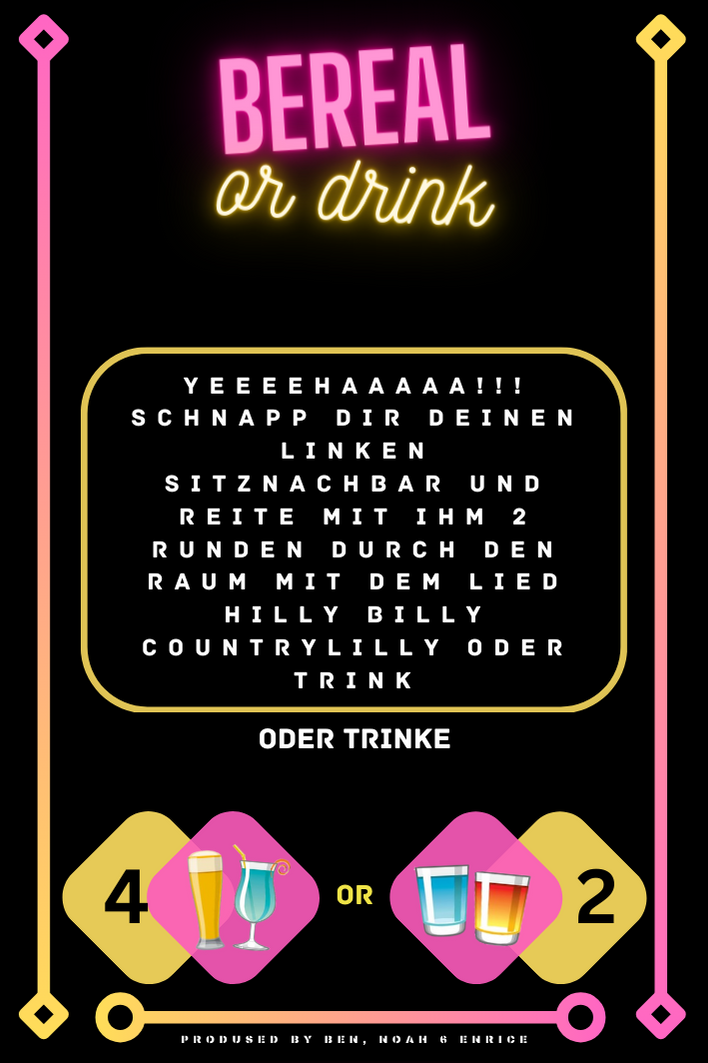 BEREAL
or drink
YEEEEHAAAAA!!!
SCHNAPP DIR DEINEN
LINKEN
SITZNACHBAR UND
REITE MIT IHM 2
RUNDEN DURCH DEN
RAUM MIT DEM LIED
HILLY BILLY
COUNTRYLILLY ODER
TRINK
ODER TRINKE
4 OR 2
PRODUSED BY BEN, NOAH & ENRICE